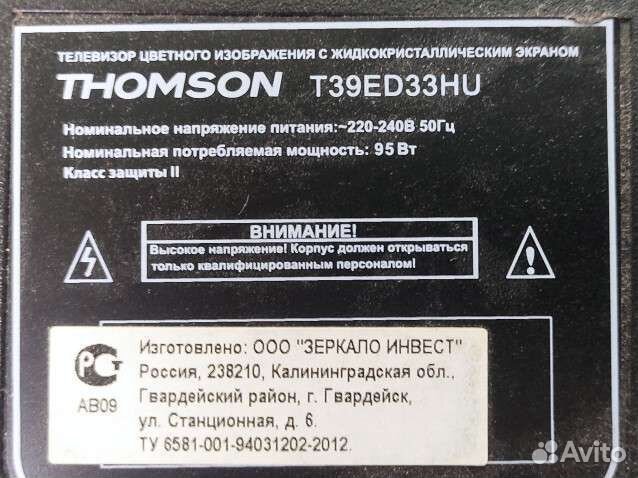 ТЕЛЕВИЗОР ЦВЕТНОГО ИЗОБРАЖЕНИЯ С ЖИДКОКРИСТАЛЛИЧЕСКИМ ЭКРАНОМ
THOMSON T39ED33HU
Номинальное напряжение питания:~220-240В 50Гц
Номинальная потребляемая мощность: 95 Вт
Класс защиты II
ВНИМАНИЕ!
Высокое напряжение! Корпус должен открываться
только квалифицированным персоналом!
Изготовлено: ООО "ЗЕРКАЛО ИНВЕСТ"
Россия, 238210, Калининградская обл.,
Гвардейский район, г. Гвардейск,
ул. Станционная, д. 6.
ТУ 6581-001-94031202-2012.
РСТ
АВ09
Avito